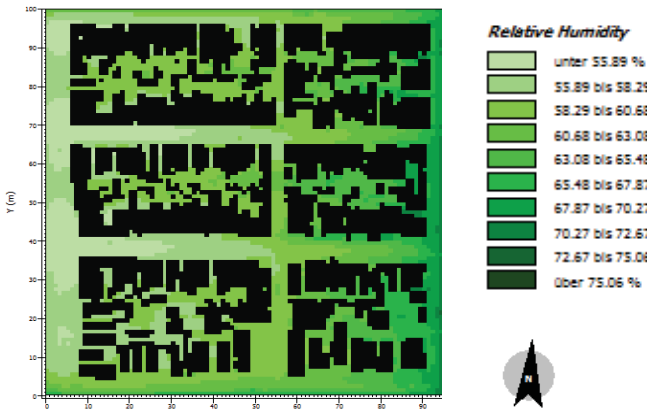 100
90
80
70
60
50
40
30
20
10
0
Y (m)
0 10 20 30 40 50 60 70 80 90
Relative Humidity
unter 55.89 %
55.89 bis 58.29
58.29 bis 60.68
60.68 bis 63.08
63.08 bis 65.48
65.48 bis 67.87
67.87 bis 70.27
70.27 bis 72.67
72.67 bis 75.06
über 75.06 %
N